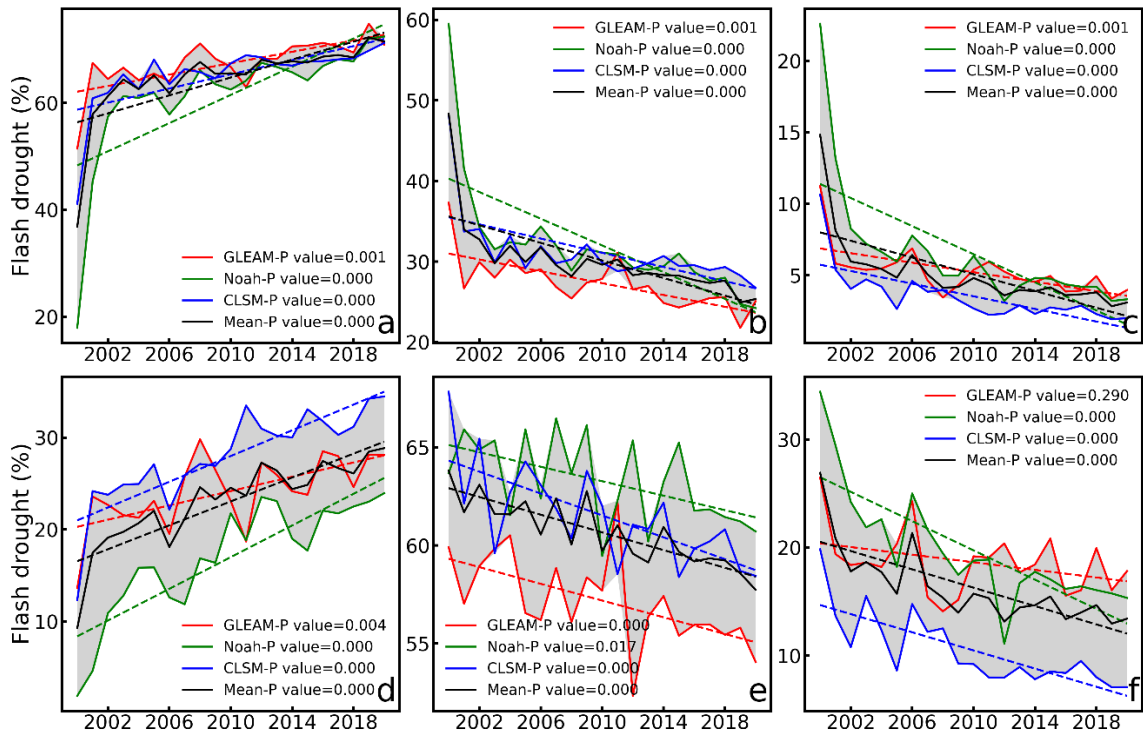 Flash drought (%)
60
40
20
GLEAM-P value=0.001
Noah-P value=0.000
CLSM-P value=0.000
Mean-P value=0.000
a
2002 2006 2010 2014 2018
60
50
40
30
20
GLEAM-P value=0.001
Noah-P value=0.000
CLSM-P value=0.000
Mean-P value=0.000
b
2002 2006 2010 2014 2018
20
15
10
5
GLEAM-P value=0.001
Noah-P value=0.000
CLSM-P value=0.000
Mean-P value=0.000
c
2002 2006 2010 2014 2018
Flash drought (%)
30
20
10
GLEAM-P value=0.004
Noah-P value=0.000
CLSM-P value=0.000
Mean-P value=0.000
d
2002 2006 2010 2014 2018
65
60
55
GLEAM-P value=0.000
Noah-P value=0.017
CLSM-P value=0.000
Mean-P value=0.000
e
2002 2006 2010 2014 2018
30
20
10
GLEAM-P value=0.290
Noah-P value=0.000
CLSM-P value=0.000
Mean-P value=0.000
f
2002 2006 2010 2014 2018